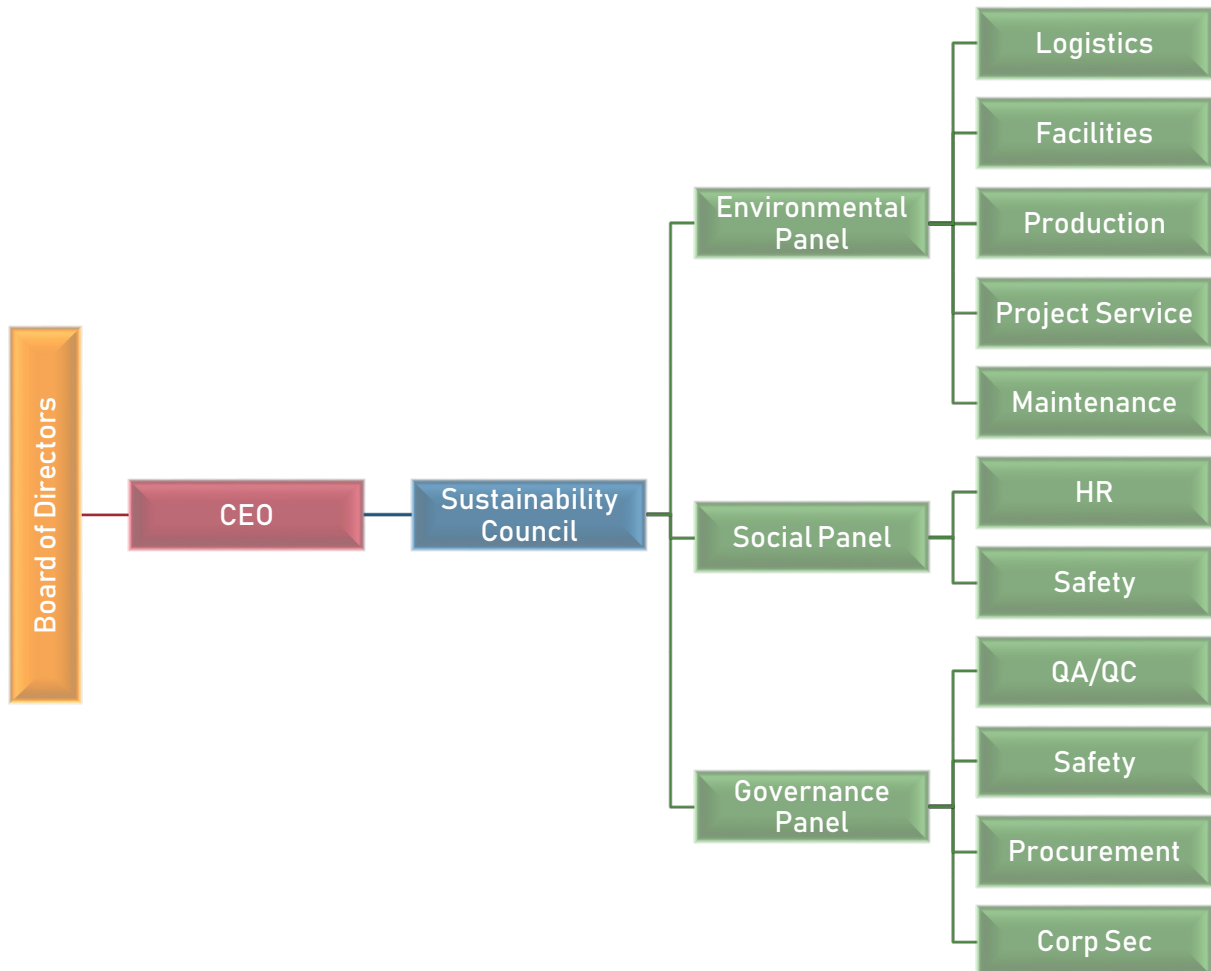 Board of Directors
CEO
Sustainability
Council
Environmental
Panel
Logistics
Facilities
Production
Project Service
Maintenance
Social Panel
HR
Safety
Governance
Panel
QA/QC
Safety
Procurement
Corp Sec